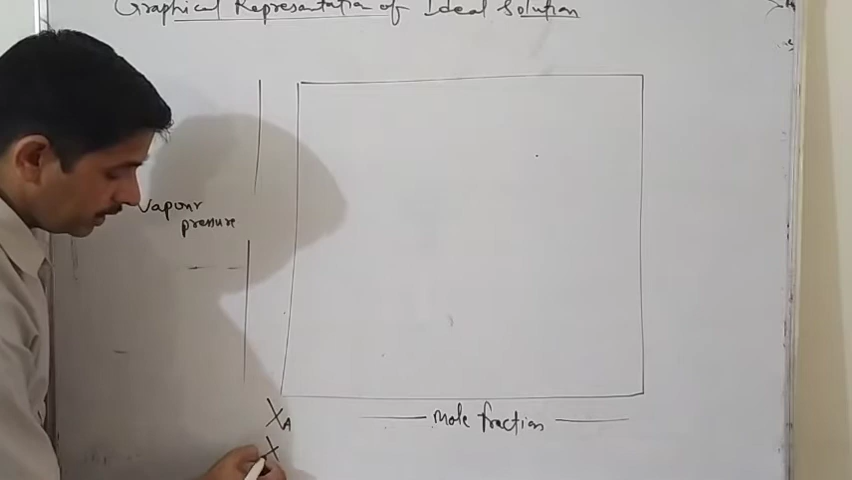 Graphical Representation of Ideal Solution
Vapour
pressure
XA
mole fraction
X